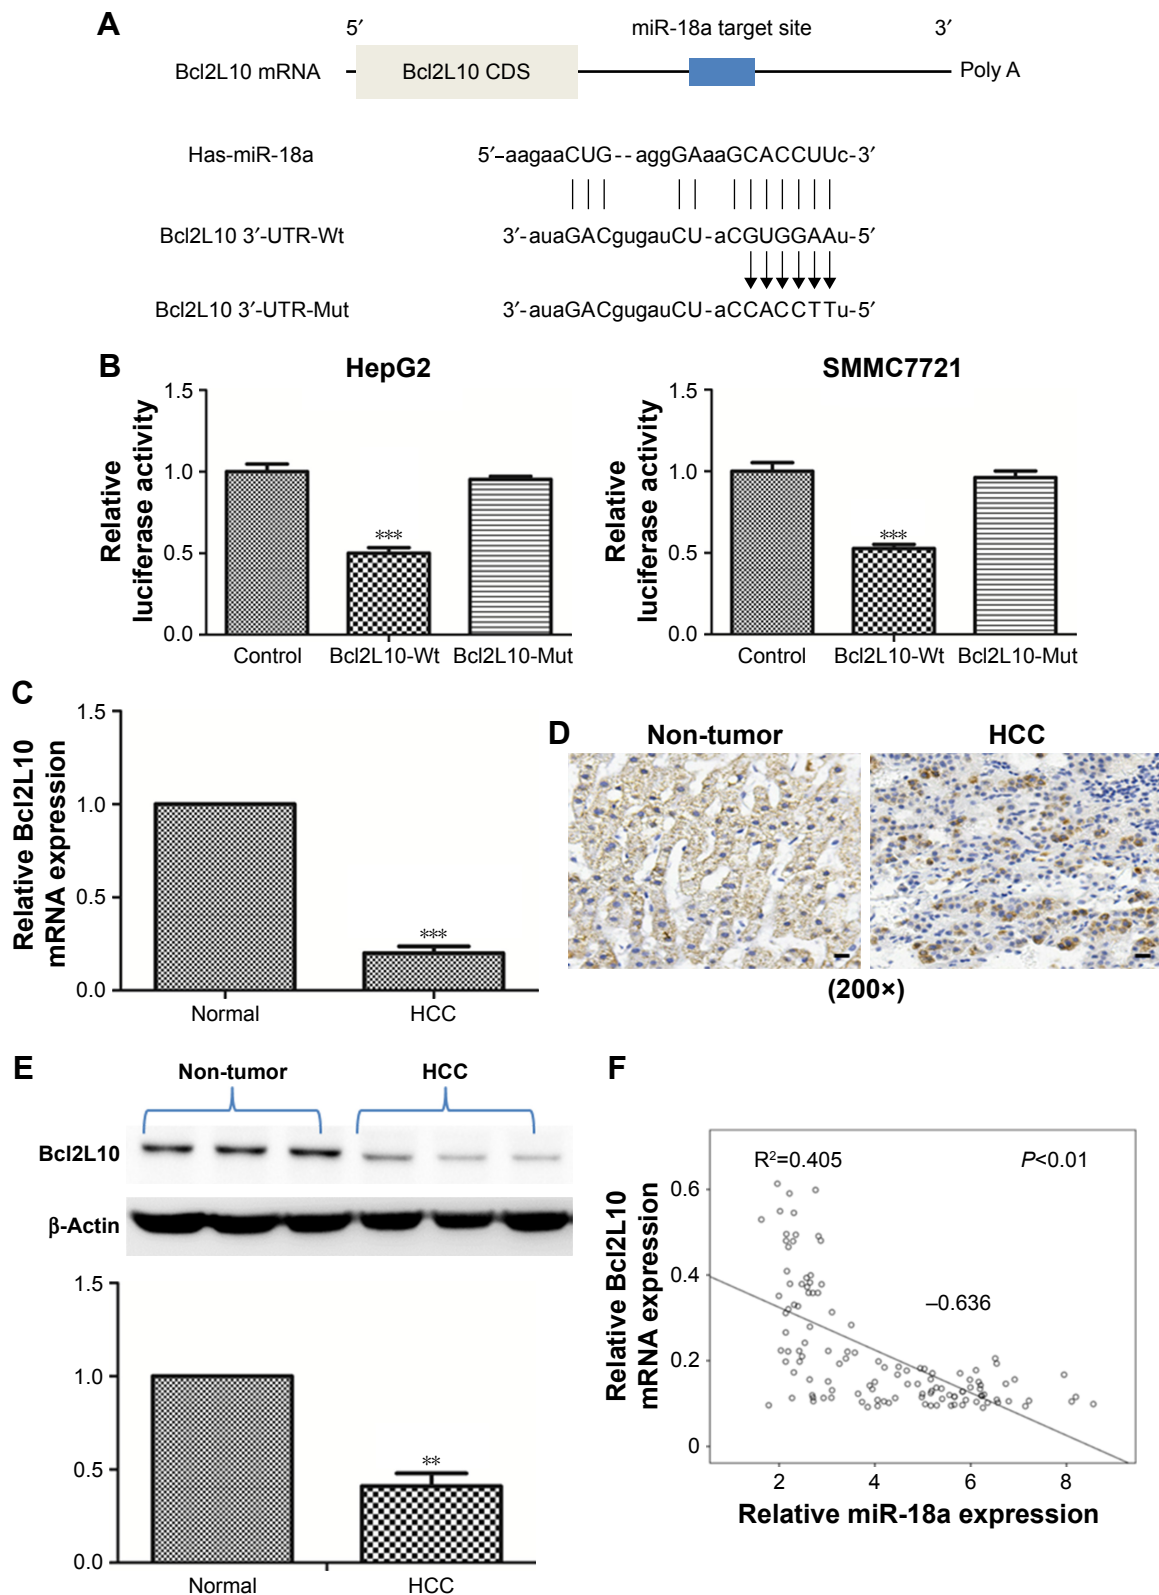 A
5′ miR-18a target site 3′
Bcl2L10 mRNA Bcl2L10 CDS Poly A
Has-miR-18a 5′-aagaaCUG--aggGAaaGCACCUUc-3′
Bcl2L10 3′-UTR-Wt 3′-auaGACgugauCU-aCGUGGAAu-5′
Bcl2L10 3′-UTR-Mut 3′-auaGACgugauCU-aCCACCTTu-5′
B
HepG2
Relative
luciferase activity
1.5
1.0
0.5
0.0
***
Control Bcl2L10-Wt Bcl2L10-Mut
SMMC7721
Relative
luciferase activity
1.5
1.0
0.5
0.0
***
Control Bcl2L10-Wt Bcl2L10-Mut
C
Relative Bcl2L10
mRNA expression
1.5
1.0
0.5
0.0
***
Normal HCC
D
Non-tumor HCC
(200×)
E
Non-tumor HCC
Bcl2L10
β-Actin
1.5
1.0
0.5
0.0
**
Normal HCC
F
Relative Bcl2L10
mRNA expression
R²=0.405 P<0.01
0.6
0.4
–0.636
0.2
0
2 4 6 8
Relative miR-18a expression